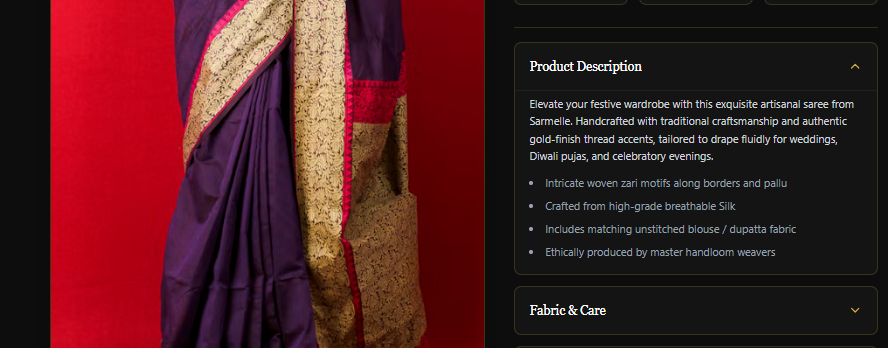 Product Description
Elevate your festive wardrobe with this exquisite artisanal saree from
Sarmelle. Handcrafted with traditional craftsmanship and authentic
gold-finish thread accents, tailored to drape fluidly for weddings,
Diwali pujas, and celebratory evenings.
• Intricate woven zari motifs along borders and pallu
• Crafted from high-grade breathable Silk
• Includes matching unstitched blouse / dupatta fabric
• Ethically produced by master handloom weavers
Fabric & Care